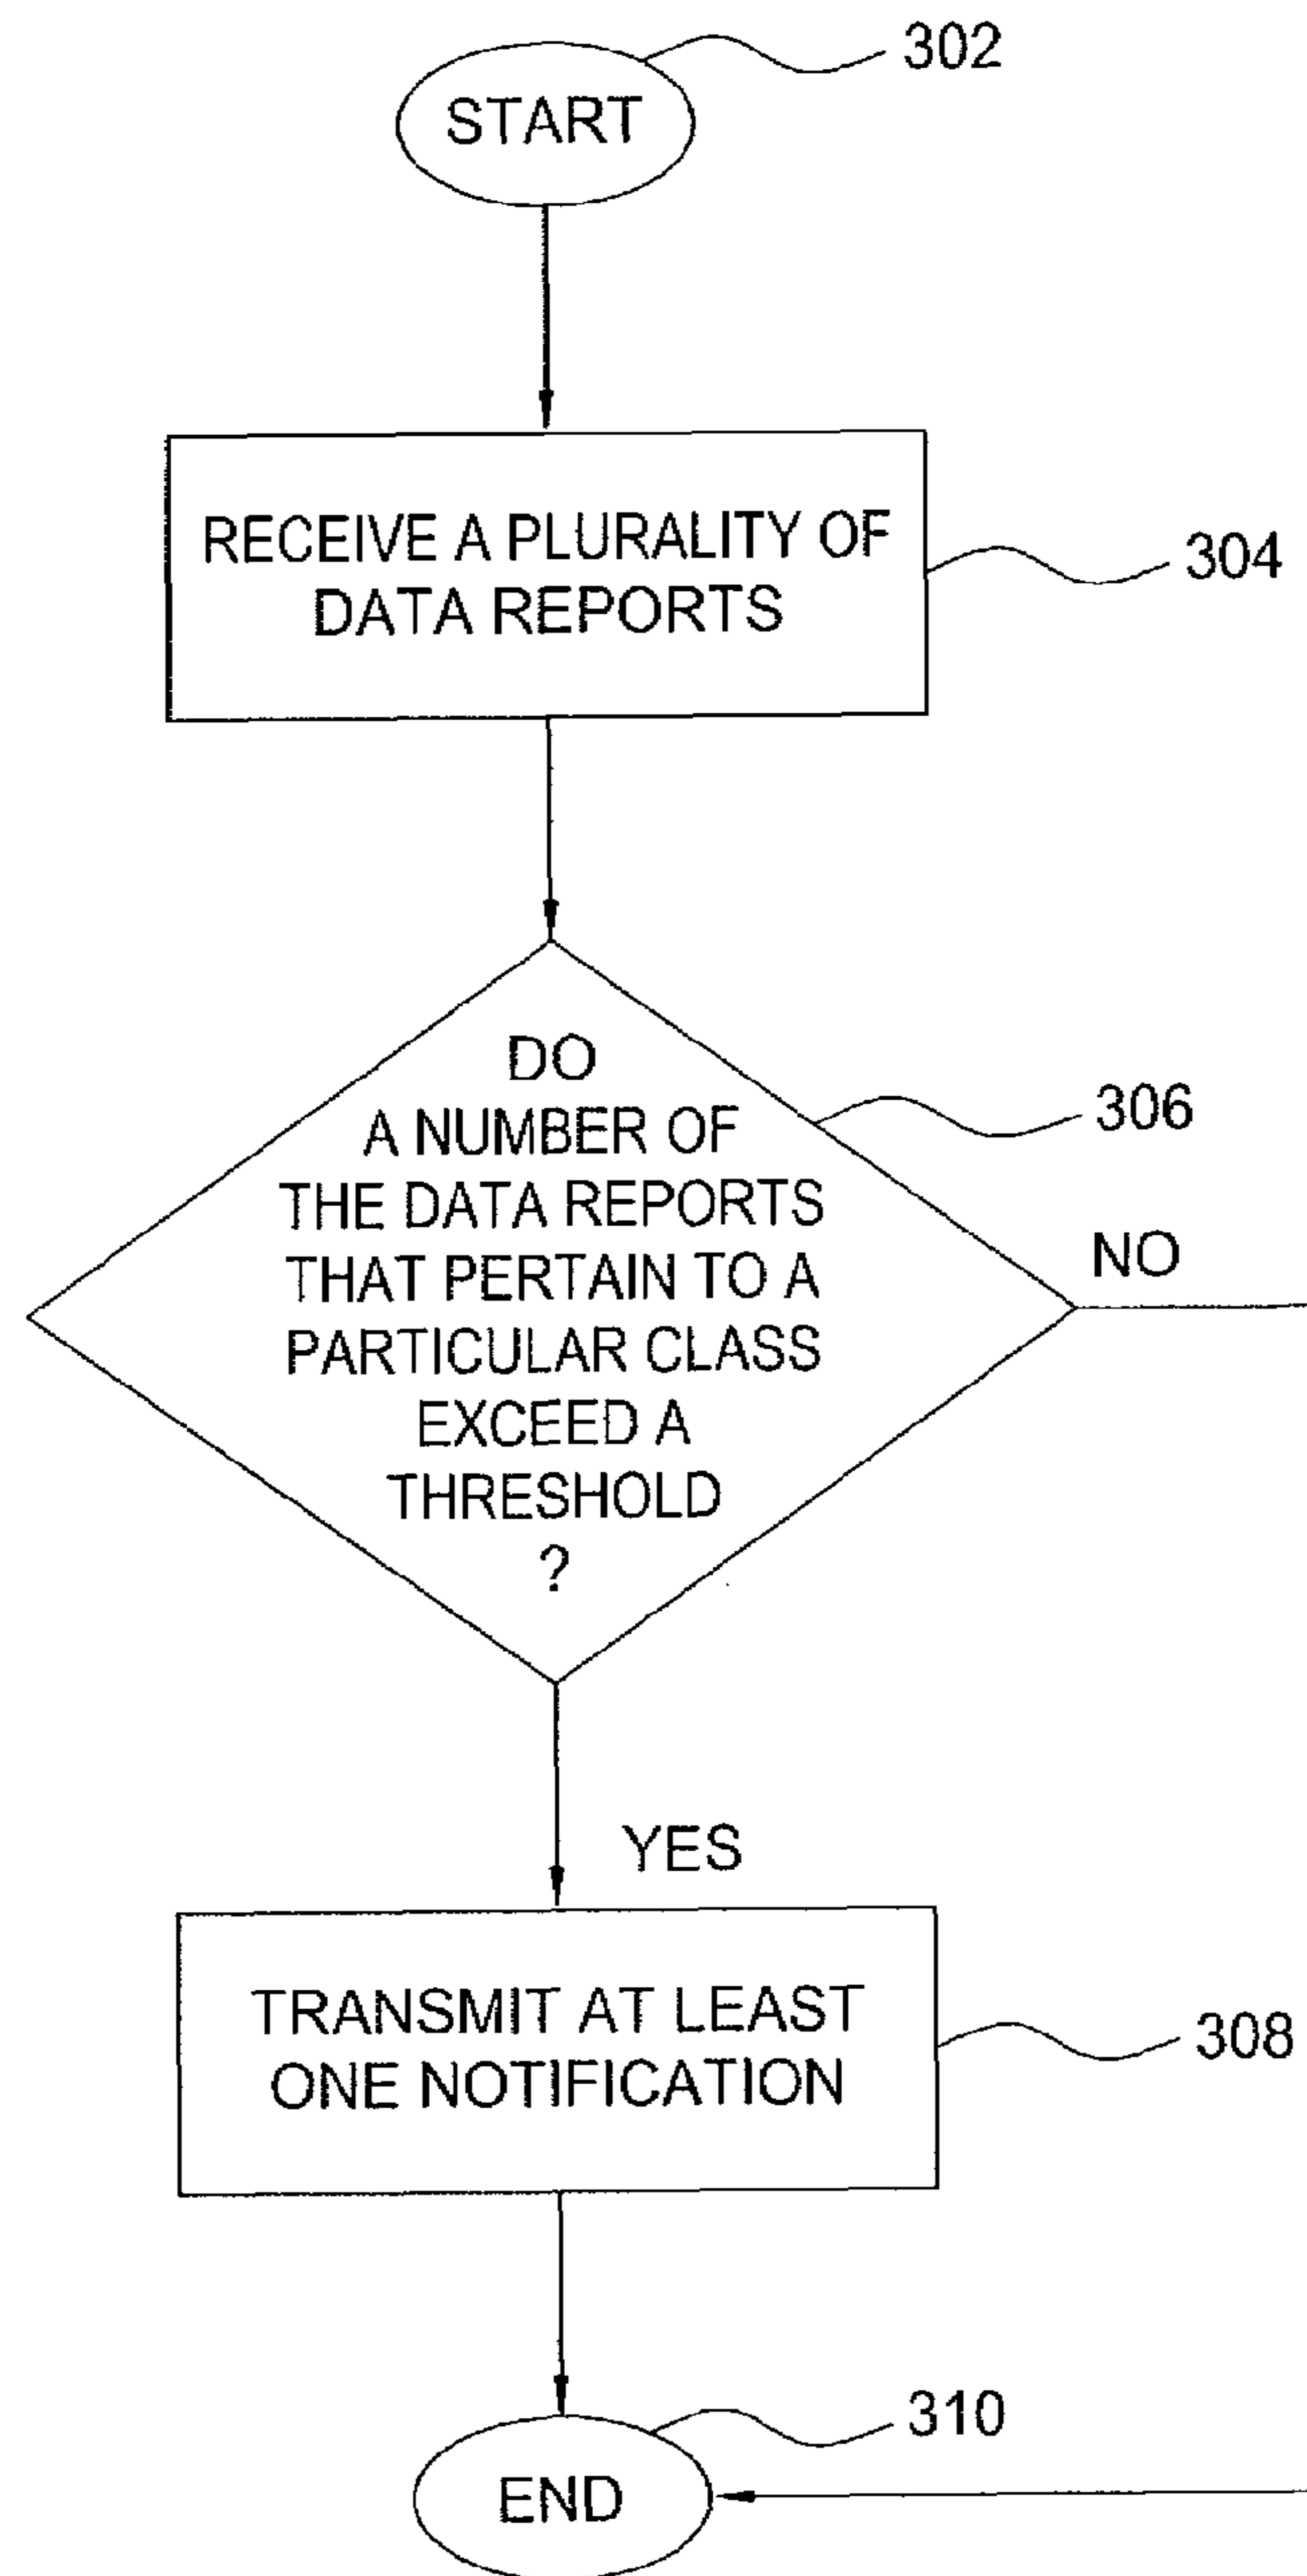 302
START
RECEIVE A PLURALITY OF
DATA REPORTS
304
DO
A NUMBER OF
THE DATA REPORTS
THAT PERTAIN TO A
PARTICULAR CLASS
EXCEED A
THRESHOLD
?
306
NO
YES
TRANSMIT AT LEAST
ONE NOTIFICATION
308
310
END